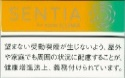 SENTIA
望まない受動喫煙が生じないよう、屋外
や家庭でも周囲の状況に配慮することが、
健康増進法上、義務付けられています。